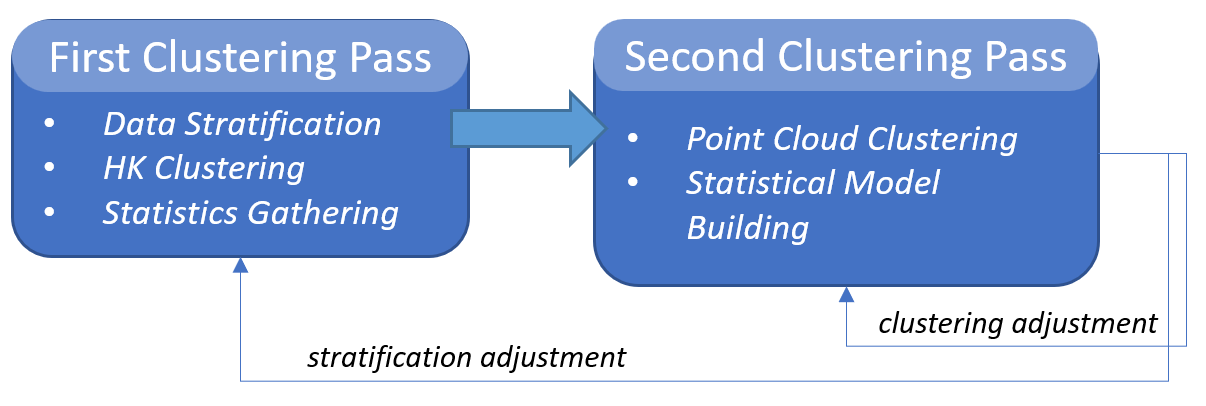 First Clustering Pass
• Data Stratification
• HK Clustering
• Statistics Gathering
Second Clustering Pass
• Point Cloud Clustering
• Statistical Model
Building
clustering adjustment
stratification adjustment